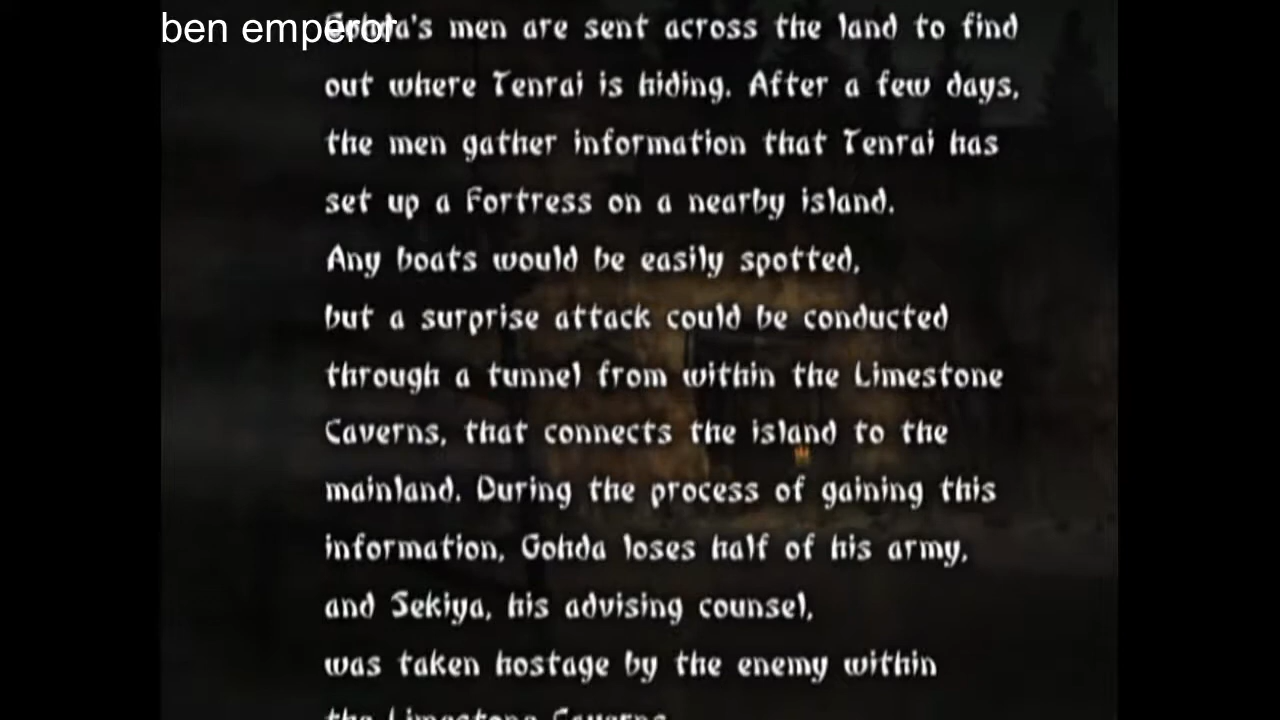 ben emperor
Gohda's men are sent across the land to find
out where Tenrai is hiding. After a few days,
the men gather information that Tenrai has
set up a Fortress on a nearby island.
Any boats would be easily spotted,
but a surprise attack could be conducted
through a tunnel from within the Limestone
Caverns, that connects the island to the
mainland. During the process of gaining this
information, Gohda loses half of his army,
and Sekiya, his advising counsel,
was taken hostage by the enemy within
the Limestone Caverns.